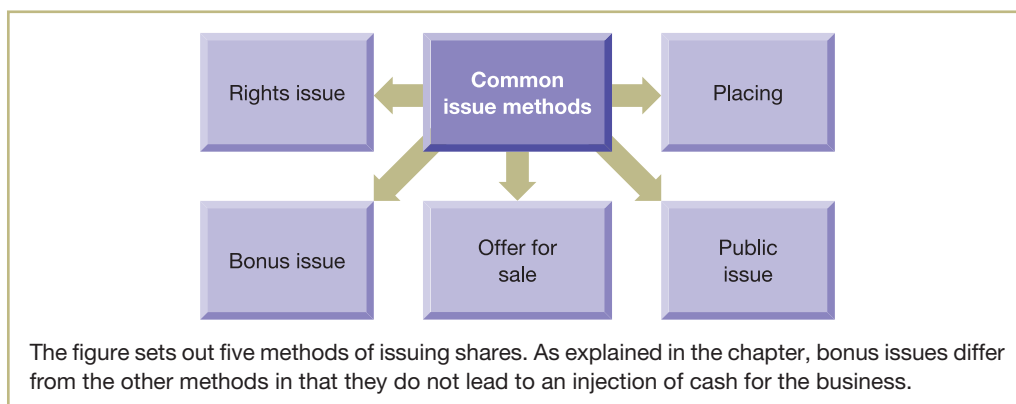 Rights issue
Common
issue methods
Placing
Bonus issue
Offer for
sale
Public
issue
The figure sets out five methods of issuing shares. As explained in the chapter, bonus issues differ
from the other methods in that they do not lead to an injection of cash for the business.